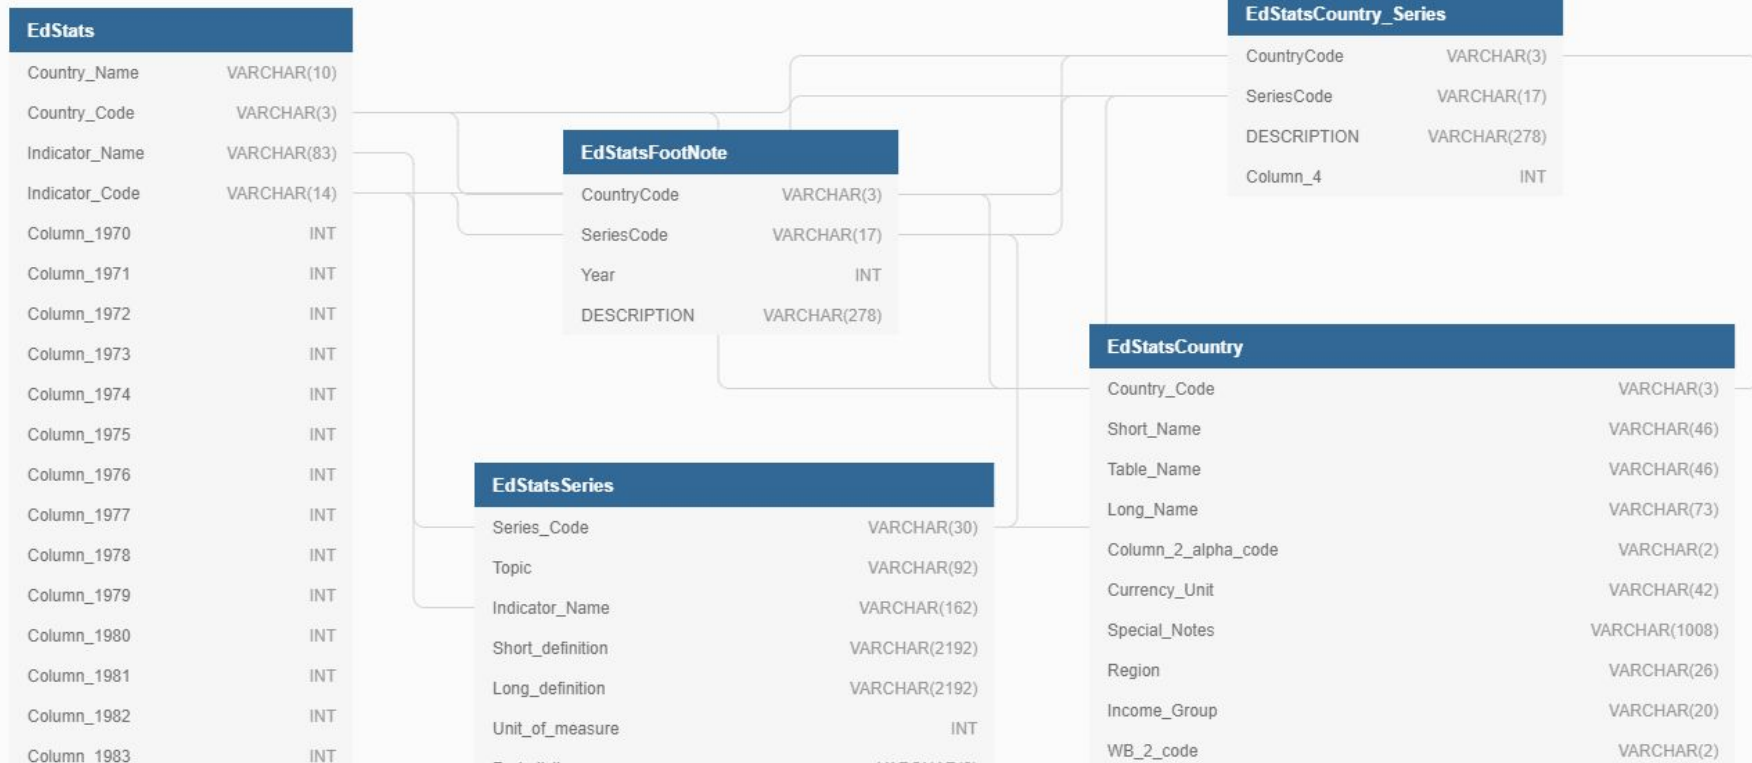 EdStats
Country_Name VARCHAR(10)
Country_Code VARCHAR(3)
Indicator_Name VARCHAR(83)
Indicator_Code VARCHAR(14)
Column_1970 INT
Column_1971 INT
Column_1972 INT
Column_1973 INT
Column_1974 INT
Column_1975 INT
Column_1976 INT
Column_1977 INT
Column_1978 INT
Column_1979 INT
Column_1980 INT
Column_1981 INT
Column_1982 INT
Column_1983 INT
EdStatsFootNote
CountryCode VARCHAR(3)
SeriesCode VARCHAR(17)
Year INT
DESCRIPTION VARCHAR(278)
EdStatsSeries
Series_Code VARCHAR(30)
Topic VARCHAR(92)
Indicator_Name VARCHAR(162)
Short_definition VARCHAR(2192)
Long_definition VARCHAR(2192)
Unit_of_measure INT
EdStatsCountry_Series
CountryCode VARCHAR(3)
SeriesCode VARCHAR(17)
DESCRIPTION VARCHAR(278)
Column_4 INT
EdStatsCountry
Country_Code VARCHAR(3)
Short_Name VARCHAR(46)
Table_Name VARCHAR(46)
Long_Name VARCHAR(73)
Column_2_alpha_code VARCHAR(2)
Currency_Unit VARCHAR(42)
Special_Notes VARCHAR(1008)
Region VARCHAR(26)
Income_Group VARCHAR(20)
WB_2_code VARCHAR(2)